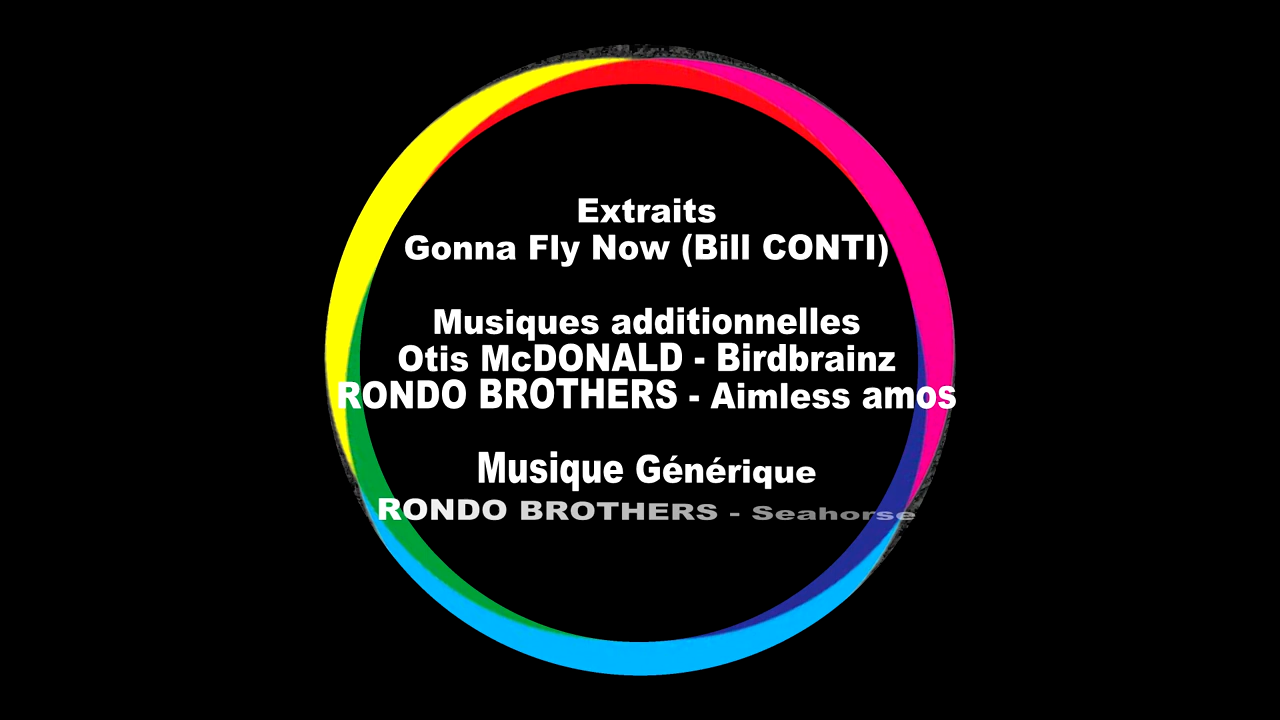 Extraits
Gonna Fly Now (Bill CONTI)
Musiques additionnelles
Otis McDONALD - Birdbrainz
RONDO BROTHERS - Aimless amos
Musique Générique
RONDO BROTHERS - Seahorse